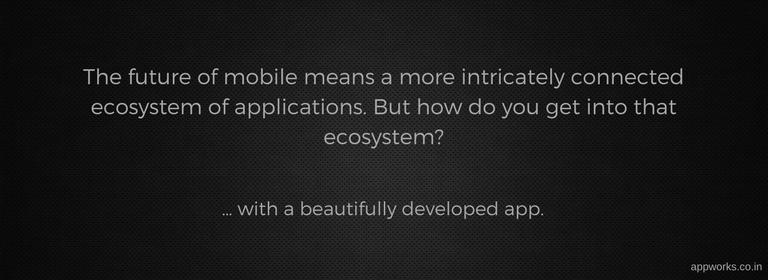 The future of mobile means a more intricately connected
ecosystem of applications. But how do you get into that
ecosystem?
... with a beautifully developed app.
appworks.co.in